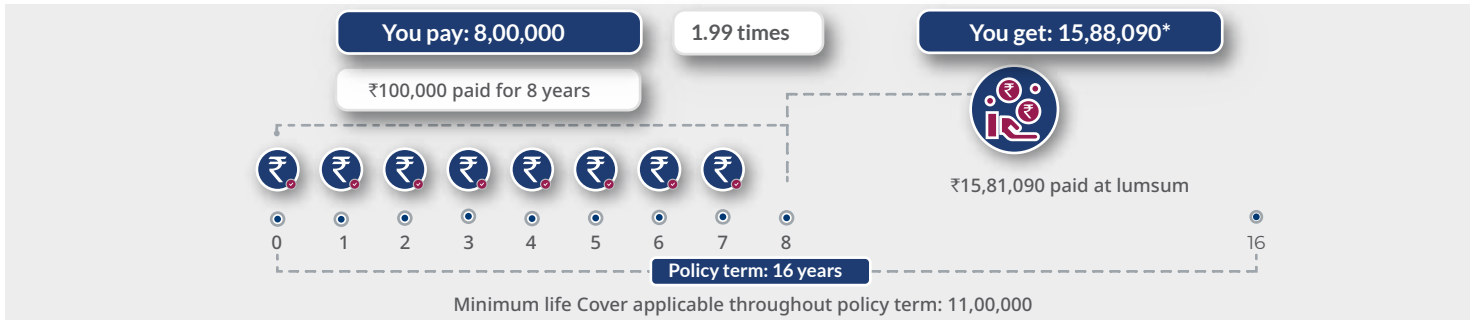 You pay: 8,00,000
1.99 times
You get: 15,88,090*
₹100,000 paid for 8 years
₹15,81,090 paid at lumsum
0 1 2 3 4 5 6 7 8 16
Policy term: 16 years
Minimum life Cover applicable throughout policy term: 11,00,000